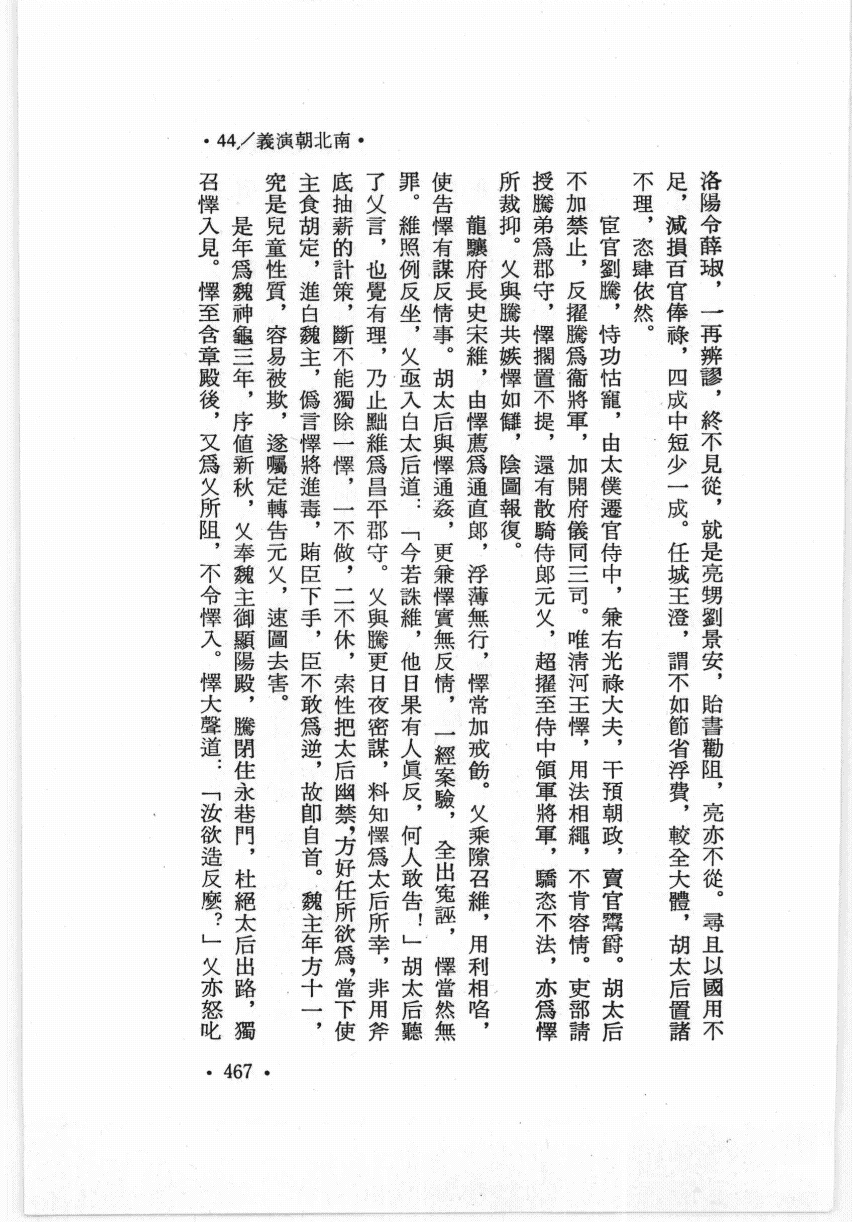 •南北朝演義／44•
洛陽令薛琡，一再辨謬，終不見從，就是亮甥劉景安，貽書勸阻，亮亦不從。尋且以國用不
足，減損百官俸祿，四成中短少一成。任城王澄，謂不如節省浮費，較全大體，胡太后置諸
不理，恣肆依然。
宦官劉騰，恃功怙寵，由太僕遷官侍中，兼右光祿大夫，干預朝政，賣官鬻爵。胡太后
不加禁止，反擢騰爲衞將軍，加開府儀同三司。唯淸河王懌，用法相繩，不肯容情。吏部請
授騰弟爲郡守，懌擱置不提，還有散騎侍郎元乂，超擢至侍中領軍將軍，驕恣不法，亦爲懌
所裁抑。乂與騰共嫉懌如讎，陰圖報復。
龍驤府長史宋維，由懌薦爲通直郎，浮薄無行，懌常加戒飭。乂乘隙召維，用利相啗，
使告懌有謀反情事。胡太后與懌通姦，更兼懌實無反情，一經案驗，全出寃誣，懌當然無
罪。維照例反坐，乂亟入白太后道：「今若誅維，他日果有人眞反，何人敢告！」胡太后聽
了乂言，也覺有理，乃止黜維爲昌平郡守。乂與騰更日夜密謀，料知懌爲太后所幸，非用斧
底抽薪的計策，斷不能獨除一懌，一不做，二不休，索性把太后幽禁，方好任所欲爲，當下使
主食胡定，進白魏主，僞言懌將進毒，賄臣下手，臣不敢爲逆，故卽自首。魏主年方十一，
究是兒童性質，容易被欺，遂囑定轉告元乂，速圖去害。
是年爲魏神龜三年，序值新秋，乂奉魏主御顯陽殿，騰閉住永巷門，杜絕太后出路，獨
召懌入見。懌至含章殿後，又爲乂所阻，不令懌入。懌大聲道：「汝欲造反麼？」乂亦怒叱
•467•